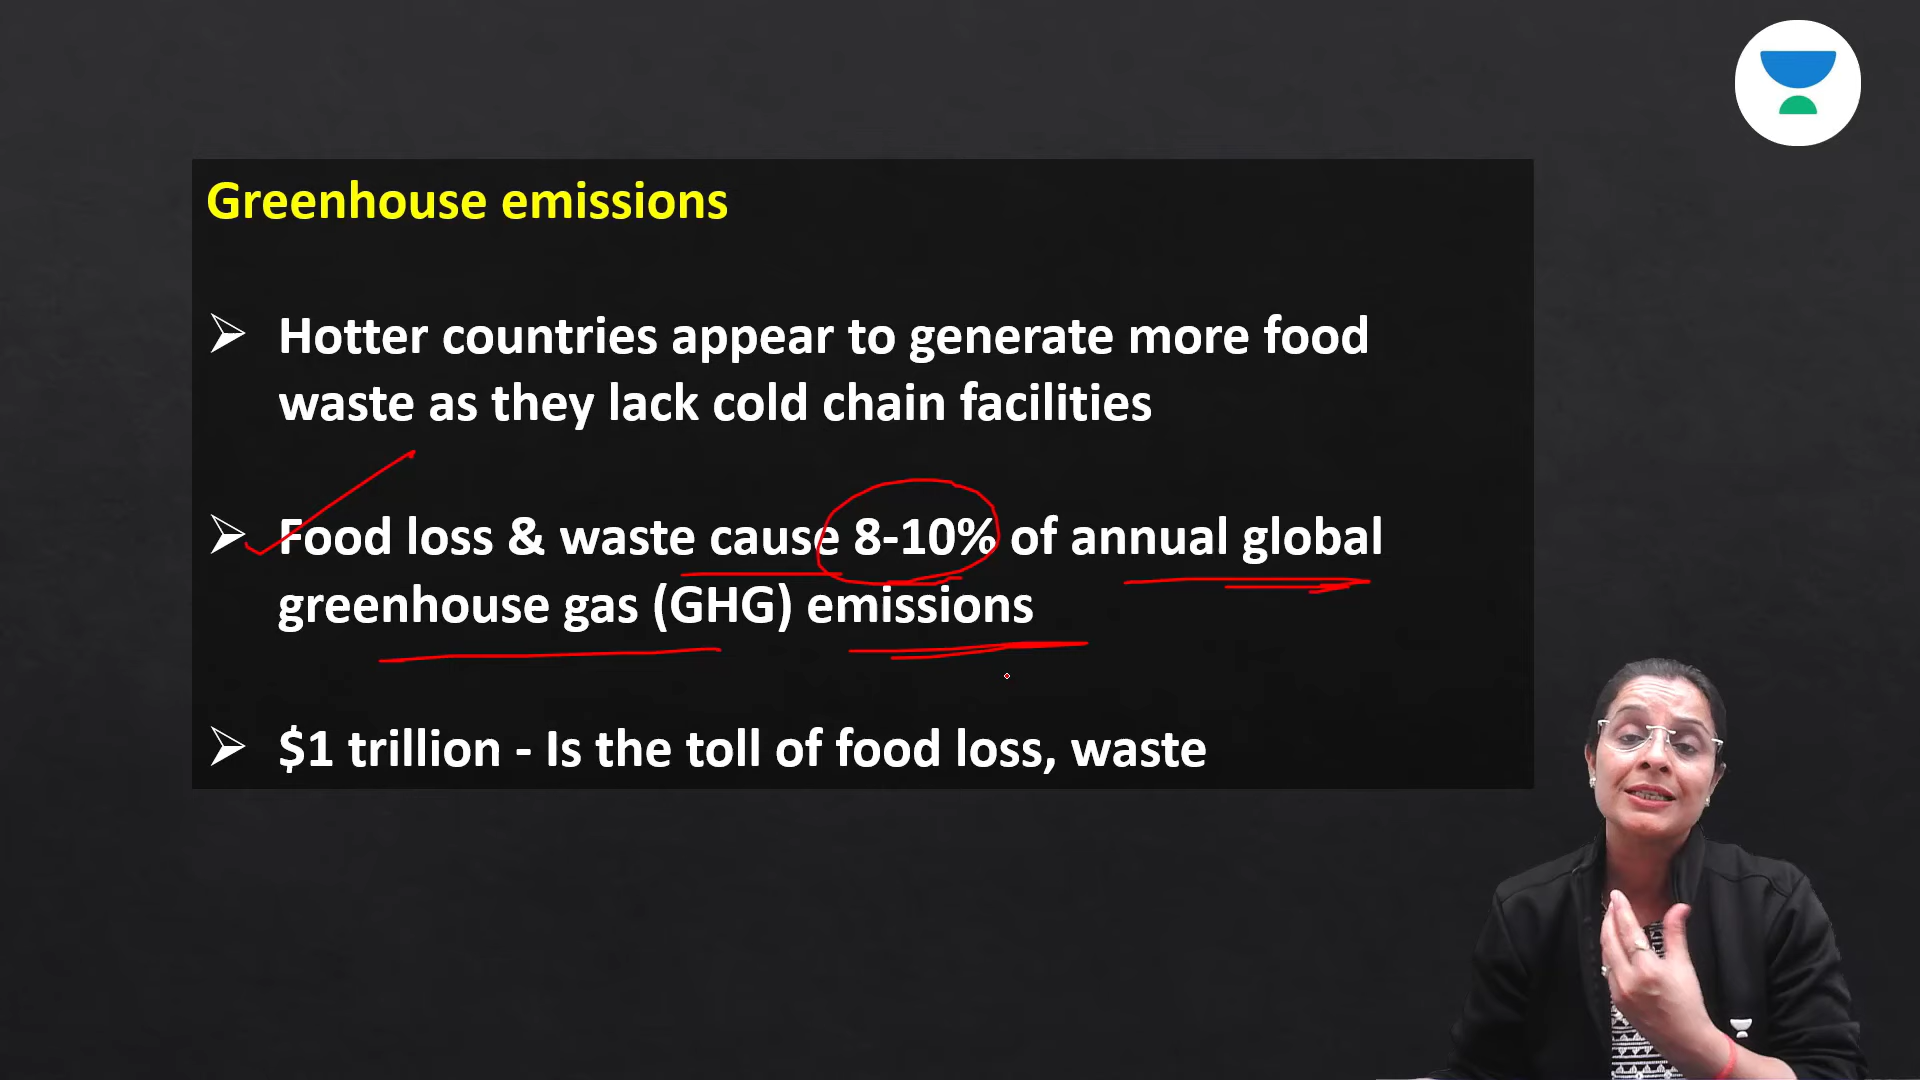 Greenhouse emissions
Hotter countries appear to generate more food
waste as they lack cold chain facilities
Food loss & waste cause 8-10% of annual global
greenhouse gas (GHG) emissions
$1 trillion - Is the toll of food loss, waste